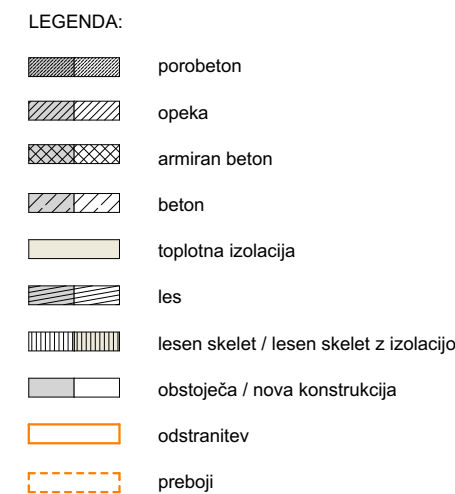 LEGENDA:
porobeton
opeka
armiran beton
beton
toplotna izolacija
les
lesen skelet / lesen skelet z izolacijo
obstoječa / nova konstrukcija
odstranitev
preboji